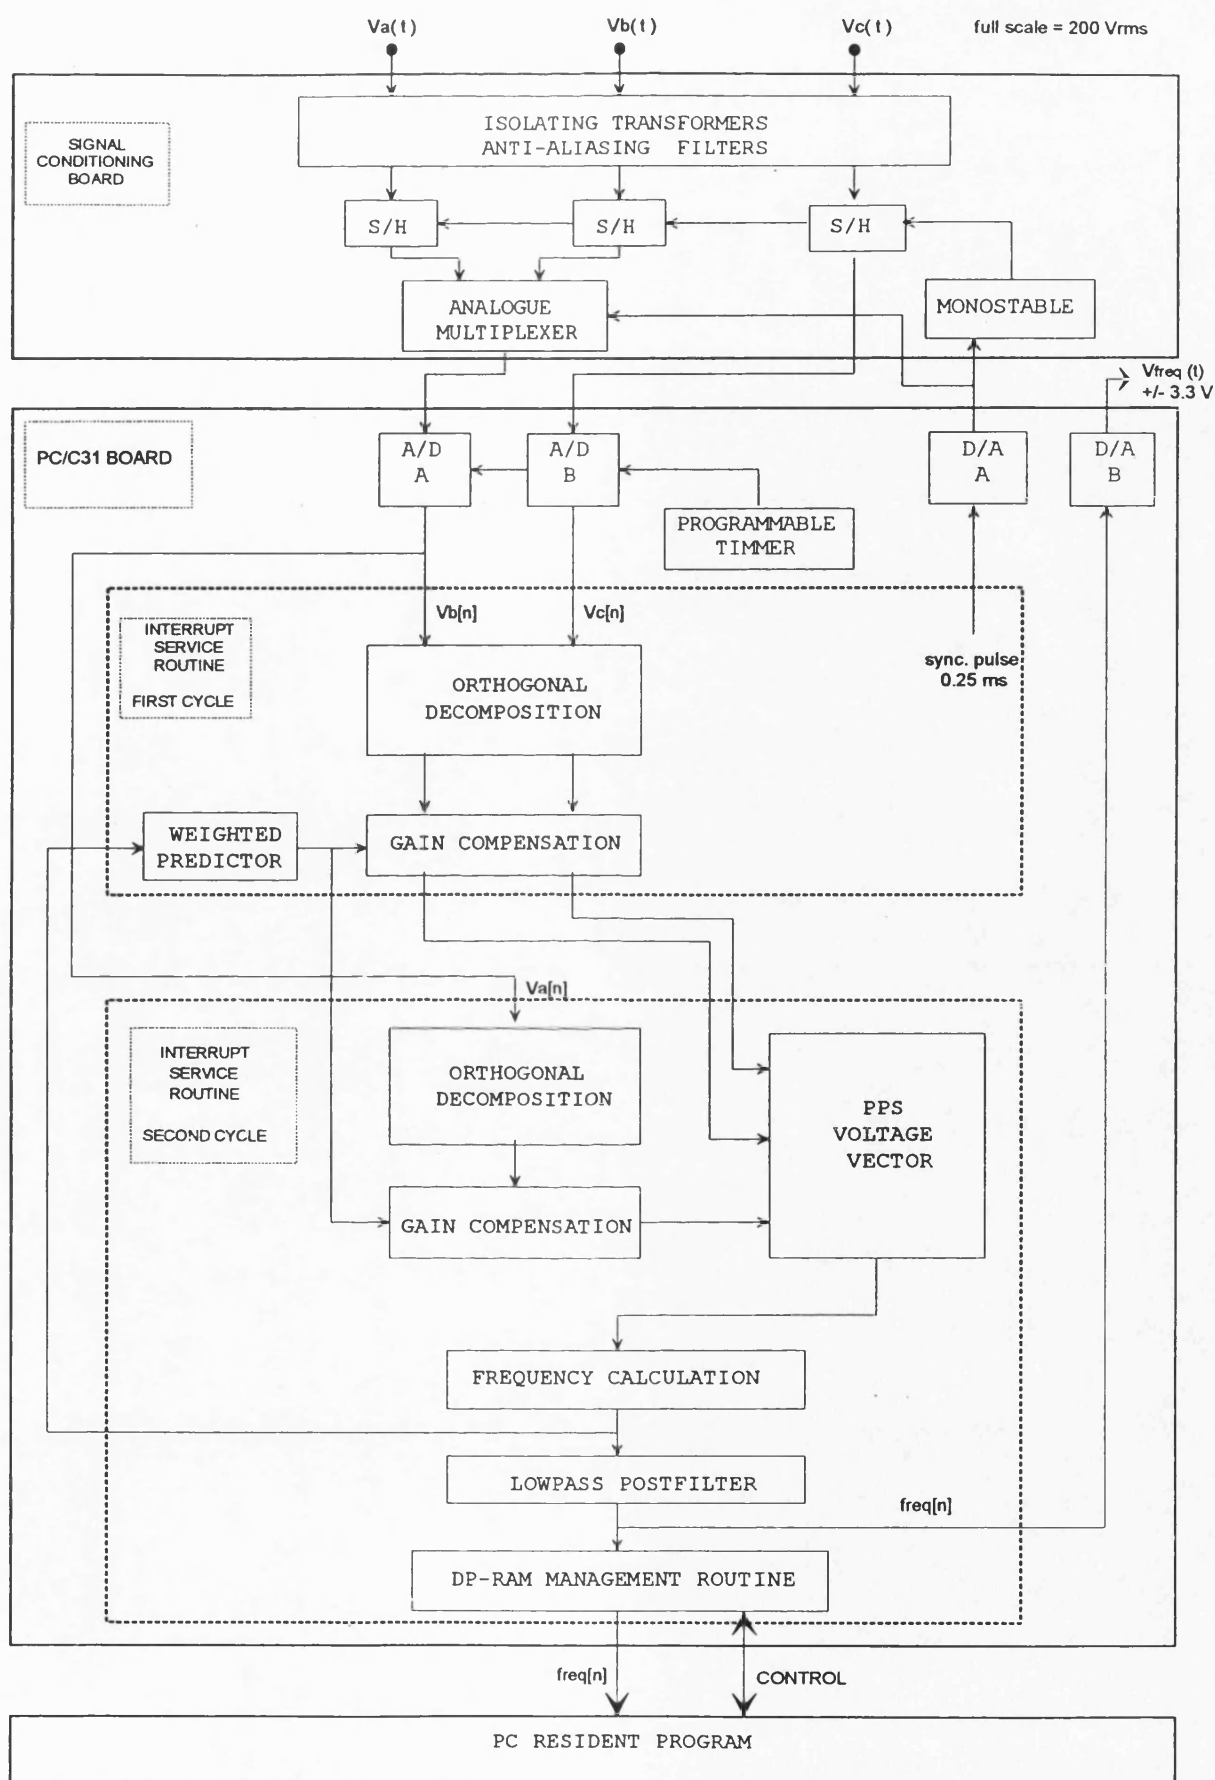 Va(t)
Vb(t)
Vc(t)
full scale = 200 Vrms
SIGNAL
CONDITIONING
BOARD
ISOLATING TRANSFORMERS
ANTI-ALIASING FILTERS
S/H
S/H
S/H
ANALOGUE
MULTIPLEXER
MONOSTABLE
Vfreq (t)
+/- 3.3 V
PC/C31 BOARD
A/D
A
A/D
B
D/A
A
D/A
B
PROGRAMMABLE
TIMMER
INTERRUPT
SERVICE
ROUTINE
FIRST CYCLE
Vb[n]
Vc[n]
sync. pulse
0.25 ms
ORTHOGONAL
DECOMPOSITION
WEIGHTED
PREDICTOR
GAIN COMPENSATION
Va[n]
INTERRUPT
SERVICE
ROUTINE
SECOND CYCLE
ORTHOGONAL
DECOMPOSITION
PPS
VOLTAGE
VECTOR
GAIN COMPENSATION
FREQUENCY CALCULATION
LOWPASS POSTFILTER
freq[n]
DP-RAM MANAGEMENT ROUTINE
freq[n]
CONTROL
PC RESIDENT PROGRAM